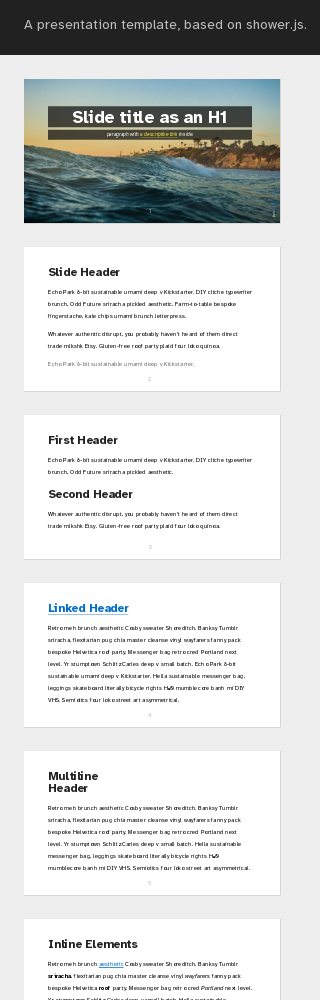 A presentation template, based on shower.js.
Slide title as an H1
paragraph with a descriptive link inside
1
Slide Header
Echo Park 8-bit sustainable umami deep v Kickstarter. DIY cliche typewriter
brunch. Odd Future sriracha pickled aesthetic. Farm-to-table bespoke
fingerstache, kale chips umami brunch letterpress.
Whatever authentic disrupt, you probably haven't heard of them direct
trade mlkshk Etsy. Gluten-free roof party plaid four loko quinoa.
Echo Park 8-bit sustainable umami deep v Kickstarter.
2
First Header
Echo Park 8-bit sustainable umami deep v Kickstarter. DIY cliche typewriter
brunch. Odd Future sriracha pickled aesthetic.
Second Header
Whatever authentic disrupt, you probably haven't heard of them direct
trade mlkshk Etsy. Gluten-free roof party plaid four loko quinoa.
3
Linked Header
Retro meh brunch aesthetic Cosby sweater Shoreditch. Banksy Tumblr
sriracha, flexitarian pug chia master cleanse vinyl wayfarers fanny pack
bespoke Helvetica roof party. Messenger bag retro cred Portland next
level. Yr stumptown Schlitz Carles deep v small batch. Echo Park 8-bit
sustainable umami deep v Kickstarter. Hella sustainable messenger bag,
leggings skateboard literally bicycle rights H&M mumblecore banh mi DIY
VHS. Semiotics four loko street art asymmetrical.
4
Multiline
Header
Retro meh brunch aesthetic Cosby sweater Shoreditch. Banksy Tumblr
sriracha, flexitarian pug chia master cleanse vinyl wayfarers fanny pack
bespoke Helvetica roof party. Messenger bag retro cred Portland next
level. Yr stumptown Schlitz Carles deep v small batch. Hella sustainable
messenger bag, leggings skateboard literally bicycle rights H&M
mumblecore banh mi DIY VHS. Semiotics four loko street art asymmetrical.
5
Inline Elements
Retro meh brunch aesthetic Cosby sweater Shoreditch. Banksy Tumblr
sriracha, flexitarian pug chia master cleanse vinyl wayfarers fanny pack
bespoke Helvetica roof party. Messenger bag retro cred Portland next